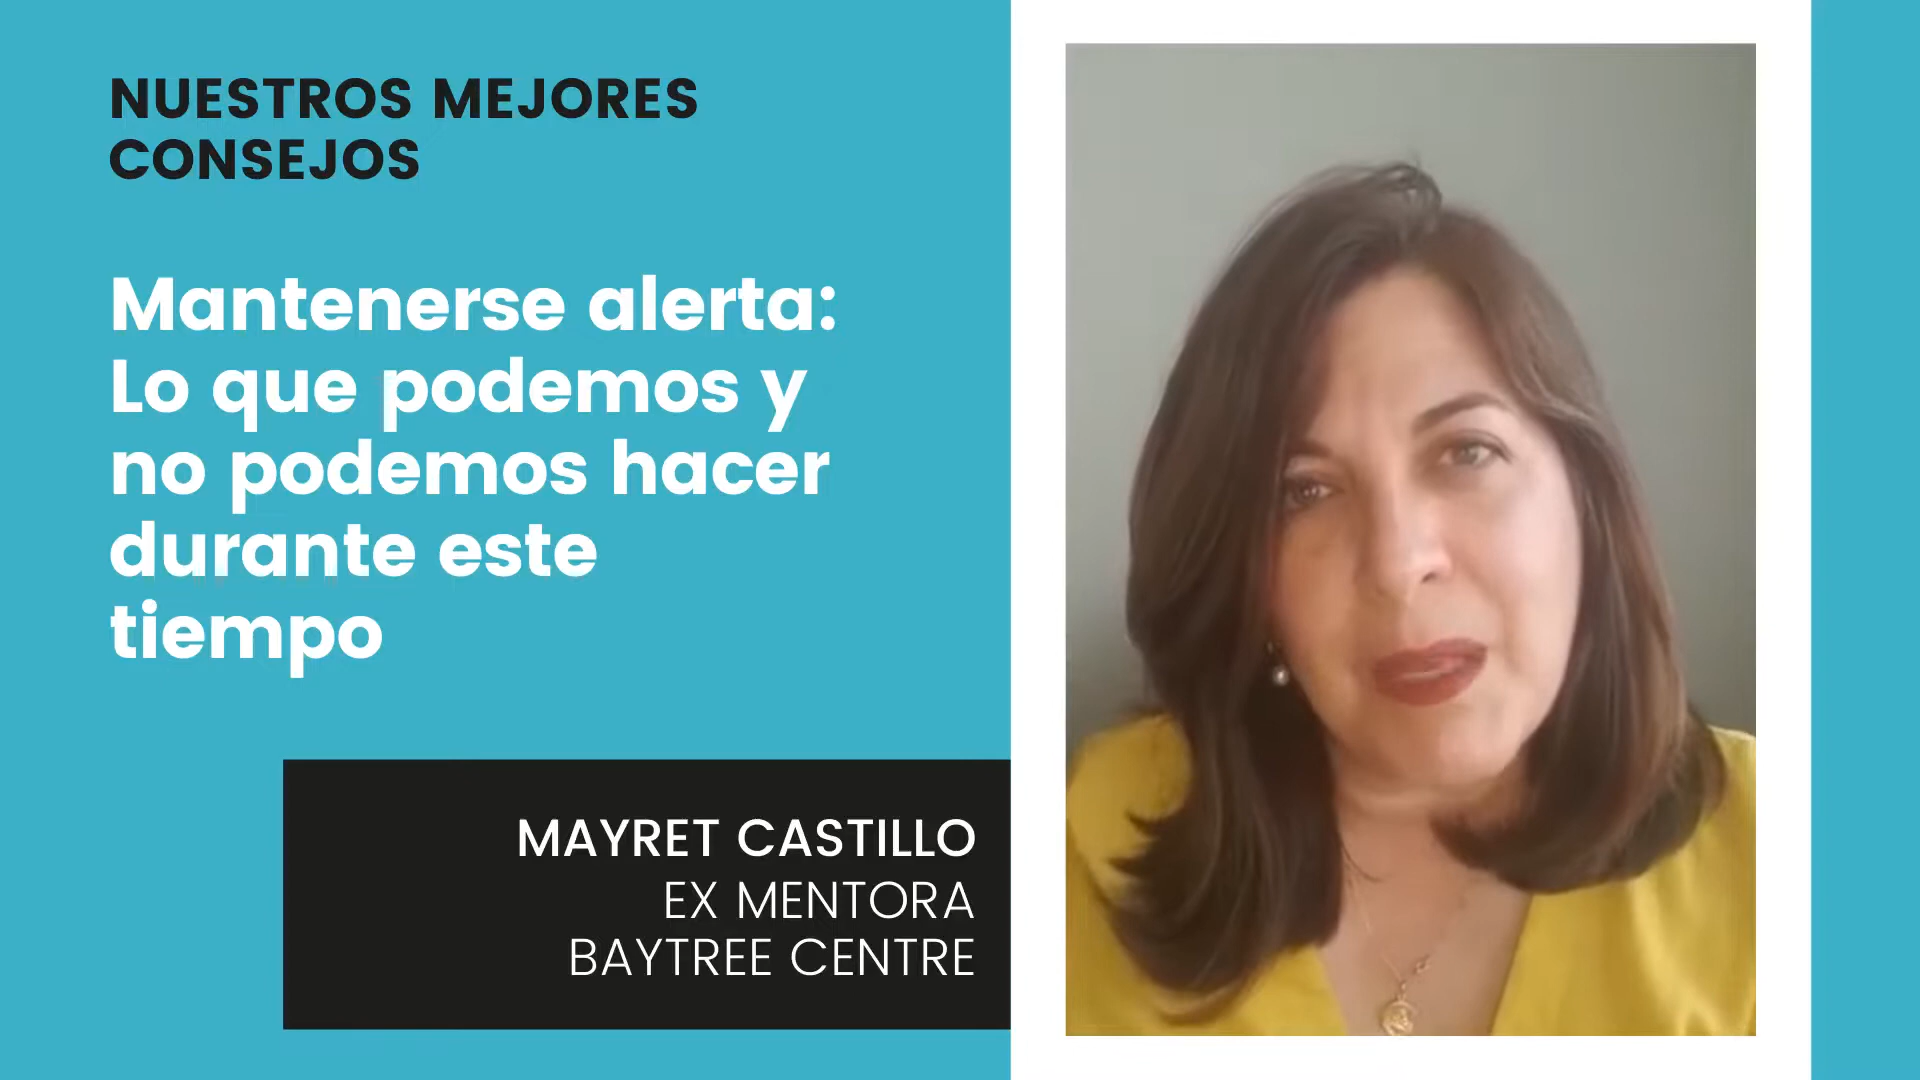 NUESTROS MEJORES
CONSEJOS
Mantenerse alerta:
Lo que podemos y
no podemos hacer
durante este
tiempo
MAYRET CASTILLO
EX MENTORA
BAYTREE CENTRE